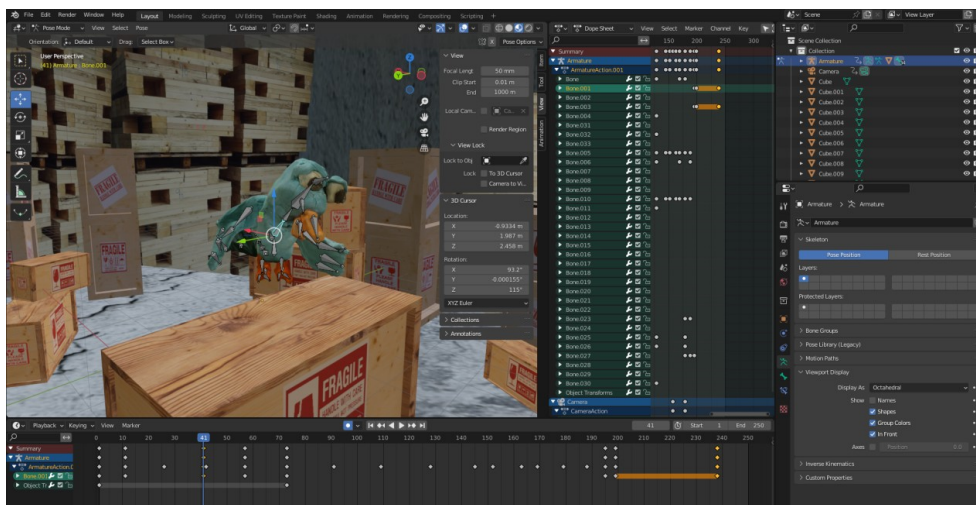 File Edit Render Window Help Layout Modeling Sculpting UV Editing Texture Paint Shading Animation Rendering Compositing Scripting + Scene View Layer
Pose Mode View Select Pose Global Dope Sheet View Select Marker Channel Key
Orientation: Default Drag: Select Box Pose Options
User Perspective
(41) Armature : Bone.001
View
Focal Lengt 50 mm
Clip Start 0.01 m
End 1000 m
Local Cam...
Render Region
View Lock
Lock to Obj
Lock To 3D Cursor
Camera to Vi...
3D Cursor
Location:
X -0.9334 m
Y 1.987 m
Z 2.458 m
Rotation:
X 93.2°
Y -0.000155°
Z 115°
XYZ Euler
Collections
Annotations
Item
Tool
View
Animation
FRAGILE
FRAGILE
FRAGILE
FRAGILE
150 200 250 300
Summary
Armature
ArmatureAction.001
Bone
Bone.001
Bone.002
Bone.003
Bone.004
Bone.031
Bone.032
Bone.033
Bone.005
Bone.006
Bone.007
Bone.008
Bone.009
Bone.010
Bone.011
Bone.012
Bone.013
Bone.014
Bone.015
Bone.016
Bone.017
Bone.018
Bone.019
Bone.020
Bone.021
Bone.022
Bone.023
Bone.024
Bone.025
Bone.026
Bone.027
Bone.028
Bone.029
Bone.030
Object Transforms
Camera
CameraAction
Scene Collection
Collection
Armature
Camera
Cube
Cube.001
Cube.002
Cube.003
Cube.004
Cube.005
Cube.006
Cube.007
Cube.008
Cube.009
Armature > Armature
Armature
Skeleton
Pose Position Rest Position
Layers:
Protected Layers:
Bone Groups
Pose Library (Legacy)
Motion Paths
Viewport Display
Display As Octahedral
Show Names
Shapes
Group Colors
In Front
Axes Position 0.0
Inverse Kinematics
Custom Properties
Playback Keying View Marker 41 Start 1 End 250
0 10 20 30 41 50 60 70 80 90 100 110 120 130 140 150 160 170 180 190 200 210 220 230 240 250
Summary
Armature
ArmatureAction.0
Bone.001
Object Tr